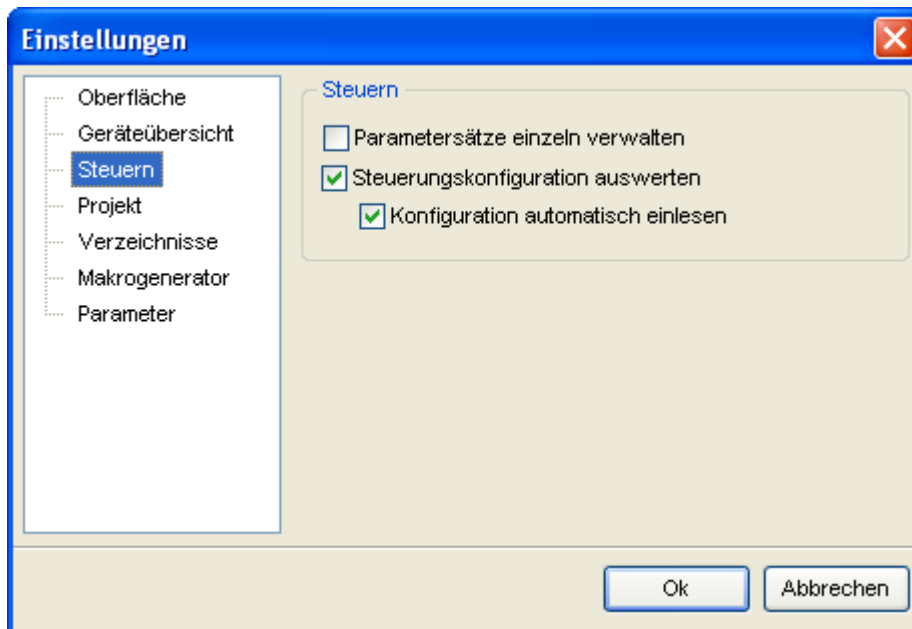 Einstellungen
Oberfläche
Geräteübersicht
Steuern
Projekt
Verzeichnisse
Makrogenerator
Parameter
Steuern
Parametersätze einzeln verwalten
Steuerungskonfiguration auswerten
Konfiguration automatisch einlesen
Ok
Abbrechen